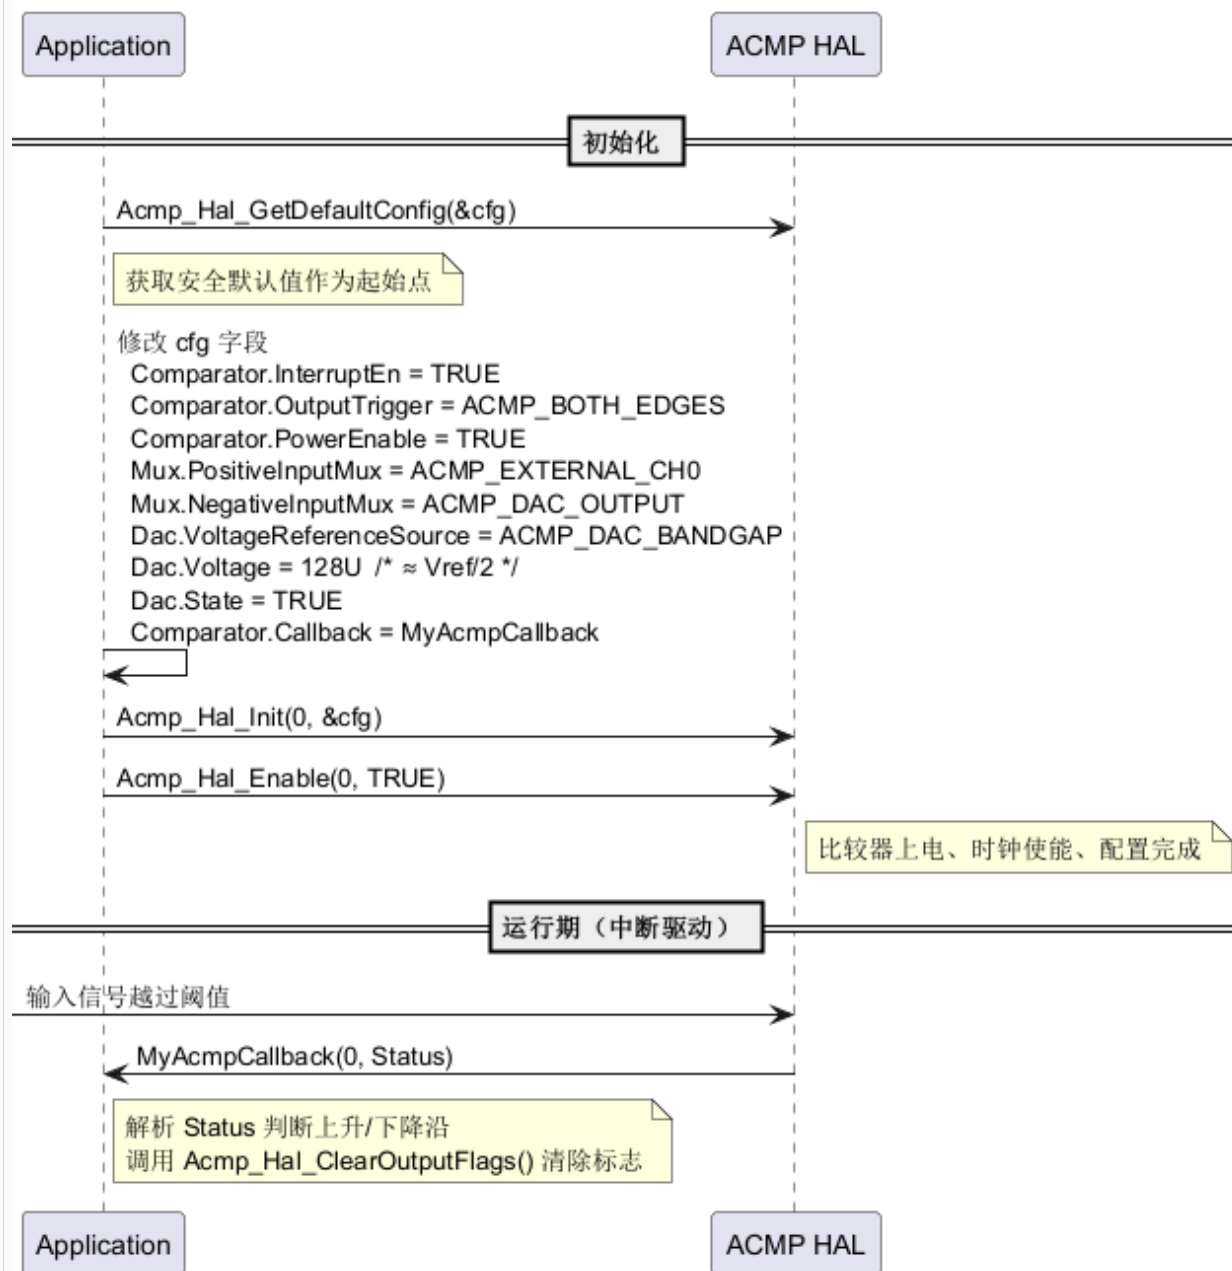 Application
ACMP HAL
初始化
Acmp_Hal_GetDefaultConfig(&cfg)
获取安全默认值作为起始点
修改 cfg 字段
Comparator.InterruptEn = TRUE
Comparator.OutputTrigger = ACMP_BOTH_EDGES
Comparator.PowerEnable = TRUE
Mux.PositiveInputMux = ACMP_EXTERNAL_CH0
Mux.NegativeInputMux = ACMP_DAC_OUTPUT
Dac.VoltageReferenceSource = ACMP_DAC_BANDGAP
Dac.Voltage = 128U /* ≈ Vref/2 */
Dac.State = TRUE
Comparator.Callback = MyAcmpCallback
Acmp_Hal_Init(0, &cfg)
Acmp_Hal_Enable(0, TRUE)
比较器上电、时钟使能、配置完成
运行期（中断驱动）
输入信号越过阈值
MyAcmpCallback(0, Status)
解析 Status 判断上升/下降沿
调用 Acmp_Hal_ClearOutputFlags() 清除标志
Application
ACMP HAL